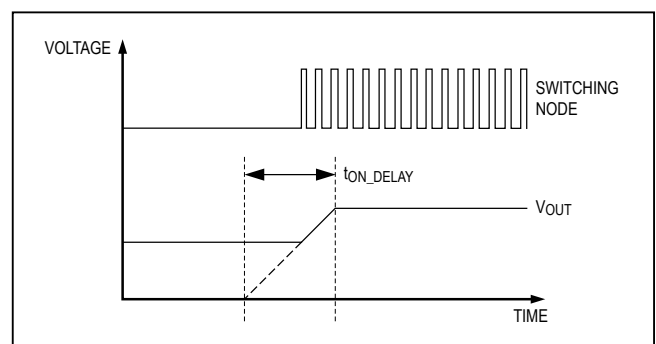 VOLTAGE
SWITCHING
NODE
tON_DELAY
VOUT
TIME